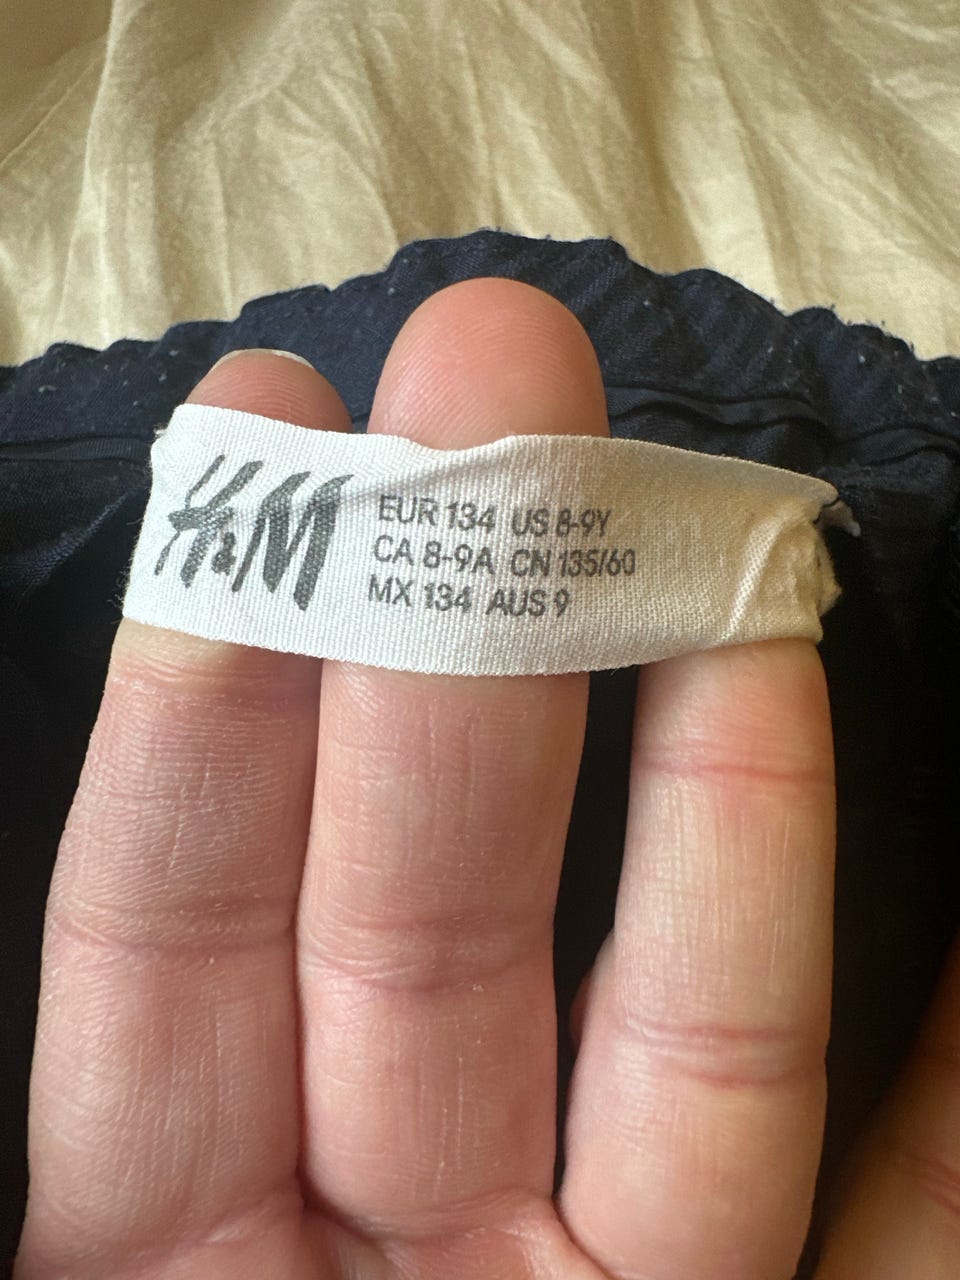 H&M
EUR 134 US 8-9Y
CA 8-9A CN 135/60
MX 134 AUS 9